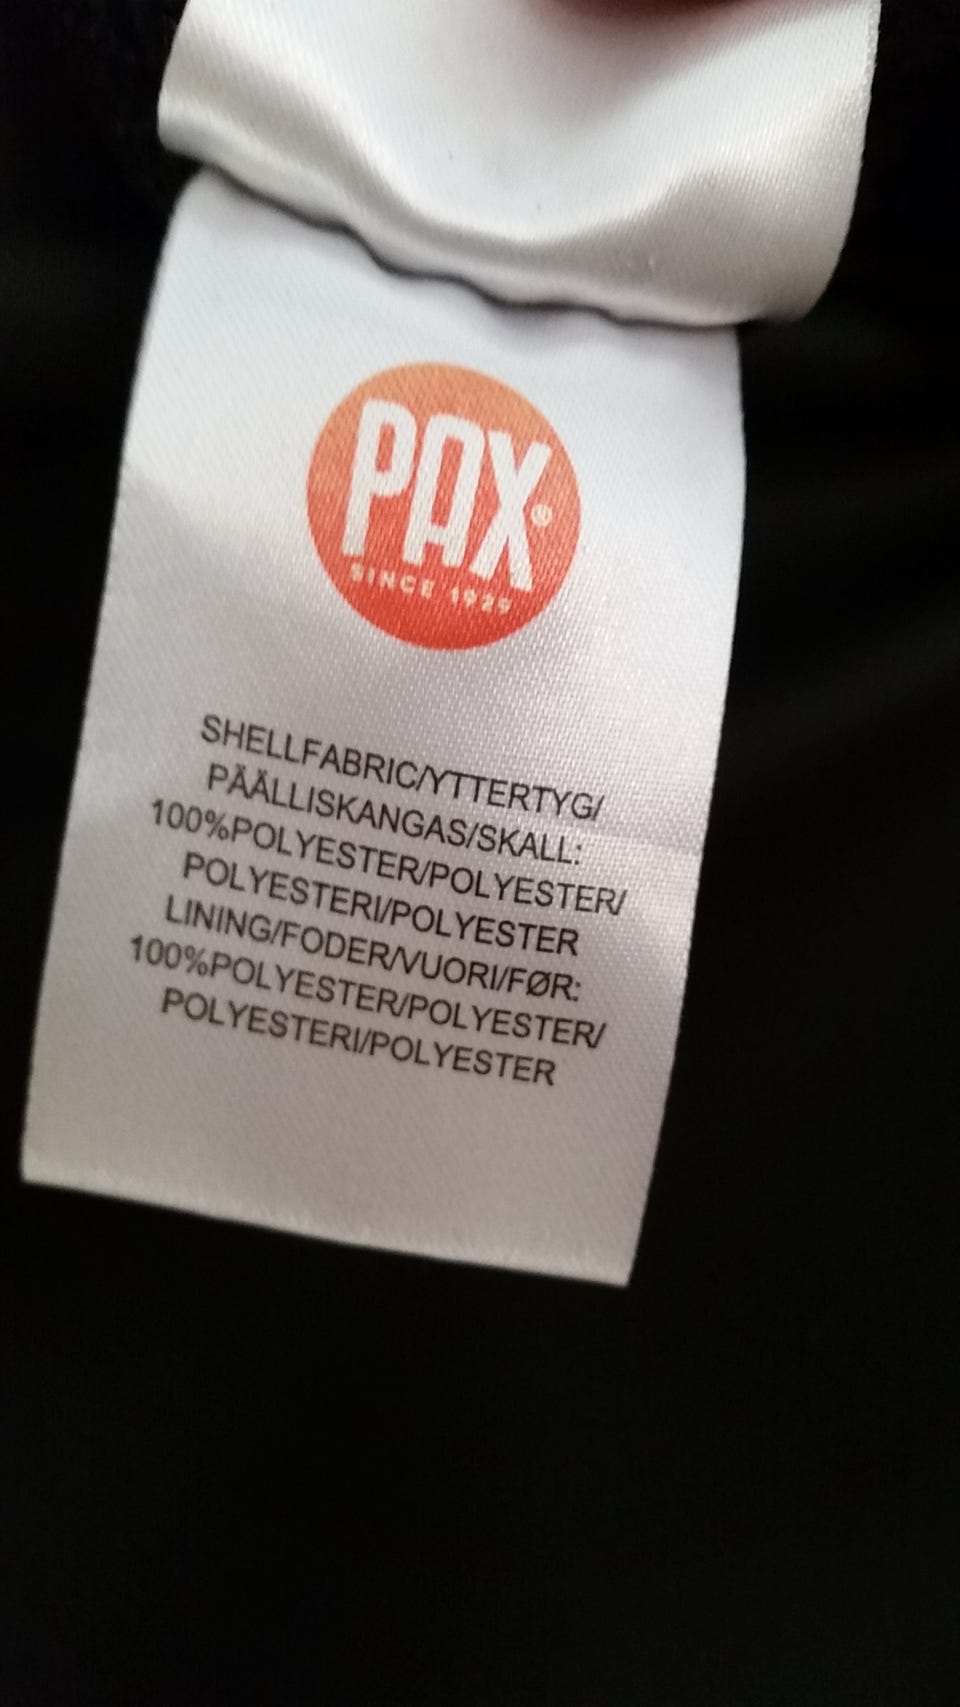 PAX®
SINCE 1929
SHELLFABRIC/YTTERTYG/
PÄÄLLISKANGAS/SKALL:
100%POLYESTER/POLYESTER/
POLYESTERI/POLYESTER
LINING/FODER/VUORI/FØR:
100%POLYESTER/POLYESTER/
POLYESTERI/POLYESTER